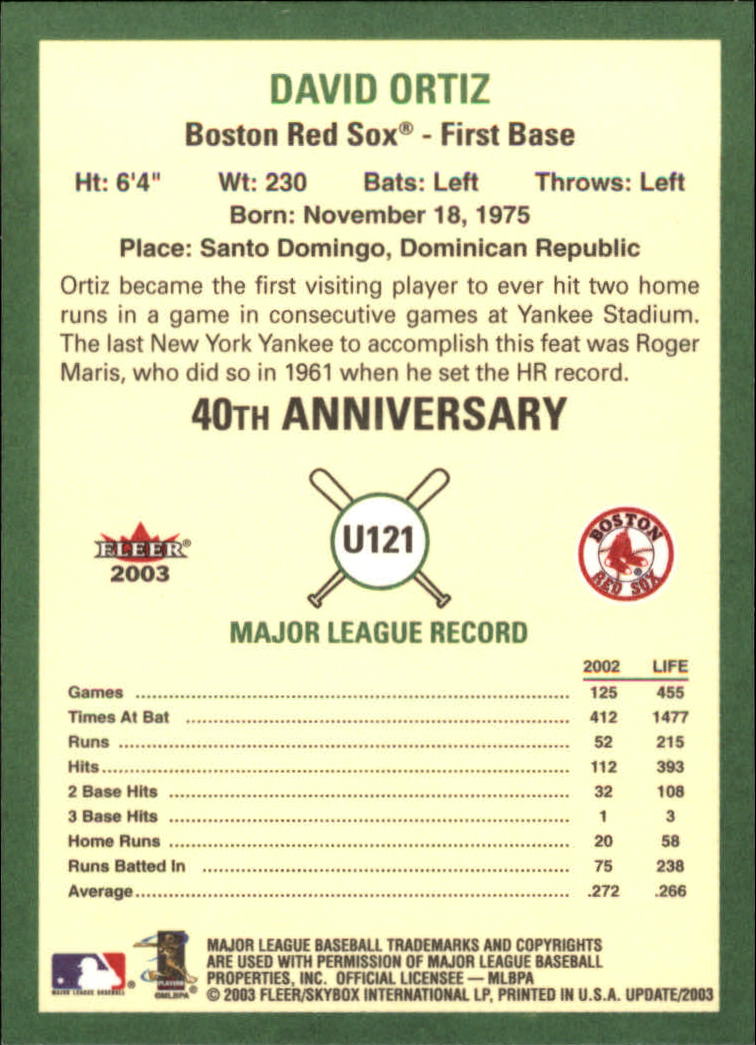 DAVID ORTIZ
Boston Red Sox® - First Base
Ht: 6'4" Wt: 230 Bats: Left Throws: Left
Born: November 18, 1975
Place: Santo Domingo, Dominican Republic
Ortiz became the first visiting player to ever hit two home
runs in a game in consecutive games at Yankee Stadium.
The last New York Yankee to accomplish this feat was Roger
Maris, who did so in 1961 when he set the HR record.
40TH ANNIVERSARY
FLEER®
2003
U121
BOSTON
RED SOX
®
MAJOR LEAGUE RECORD
2002 LIFE
Games 125 455
Times At Bat 412 1477
Runs 52 215
Hits 112 393
2 Base Hits 32 108
3 Base Hits 1 3
Home Runs 20 58
Runs Batted In 75 238
Average .272 .266
MAJOR LEAGUE BASEBALL ®
PLAYERS
©MLBPA ®
MAJOR LEAGUE BASEBALL TRADEMARKS AND COPYRIGHTS
ARE USED WITH PERMISSION OF MAJOR LEAGUE BASEBALL
PROPERTIES, INC. OFFICIAL LICENSEE — MLBPA
© 2003 FLEER/SKYBOX INTERNATIONAL LP, PRINTED IN U.S.A. UPDATE/2003